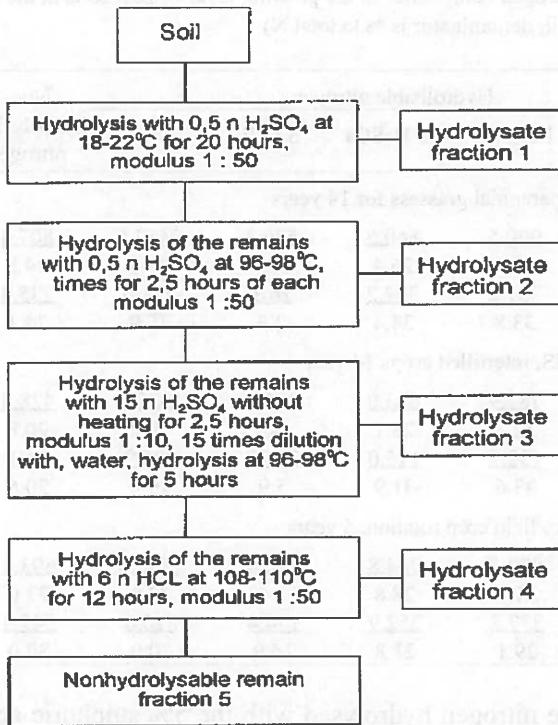 Soil
Hydrolysis with 0,5 n H₂SO₄ at
18-22°C for 20 hours,
modulus 1 : 50
Hydrolysate
fraction 1
Hydrolysis of the remains
with 0,5 n H₂SO₄ at 96-98°C,
times for 2,5 hours of each
modulus 1 :50
Hydrolysate
fraction 2
Hydrolysis of the remains
with 15 n H₂SO₄ without
heating for 2,5 hours,
modulus 1 :10, 15 times dilution
with, water, hydrolysis at 96-98°C
for 5 hours
Hydrolysate
fraction 3
Hydrolysis of the remains
with 6 n HCL at 108-110°C
for 12 hours, modulus 1 :50
Hydrolysate
fraction 4
Nonhydrolysable remain
fraction 5